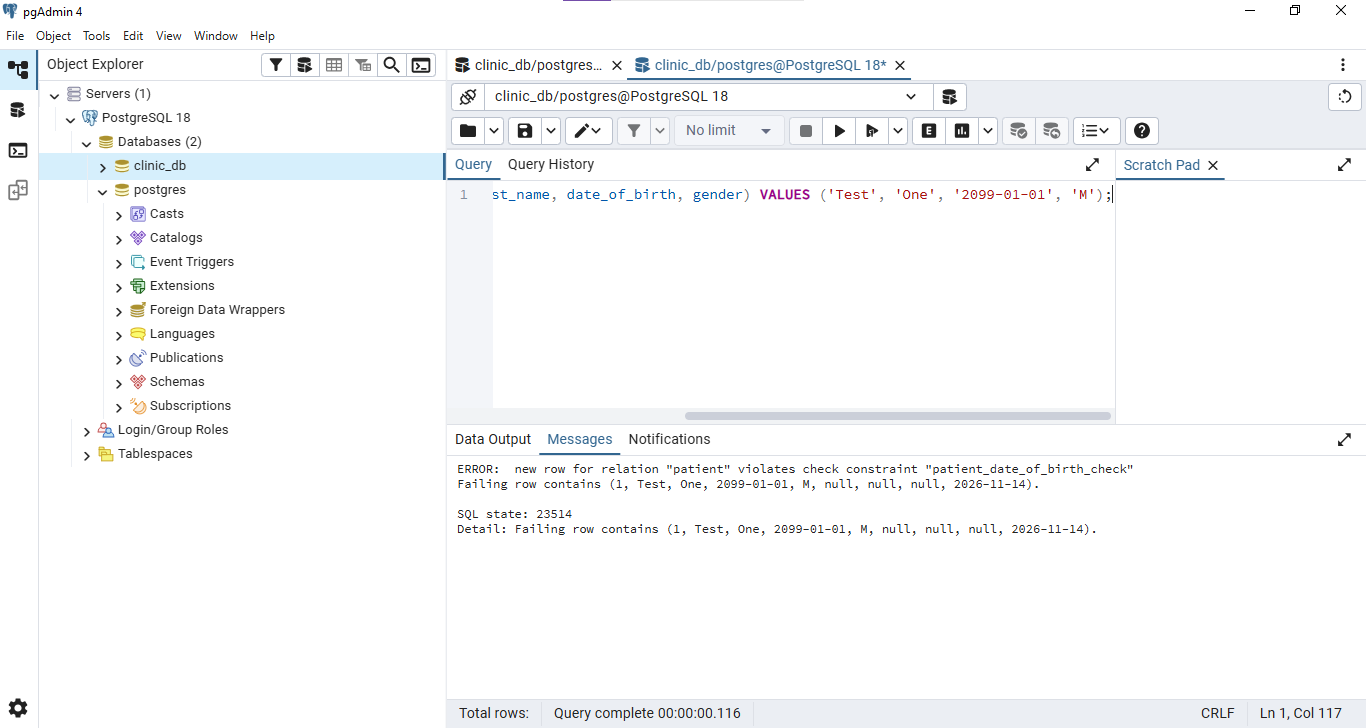 pgAdmin 4
File Object Tools Edit View Window Help
Object Explorer
Servers (1)
PostgreSQL 18
Databases (2)
clinic_db
postgres
Casts
Catalogs
Event Triggers
Extensions
Foreign Data Wrappers
Languages
Publications
Schemas
Subscriptions
Login/Group Roles
Tablespaces
clinic_db/postgres... clinic_db/postgres@PostgreSQL 18*
clinic_db/postgres@PostgreSQL 18
No limit E
Query Query History Scratch Pad
1 st_name, date_of_birth, gender) VALUES ('Test', 'One', '2099-01-01', 'M');
Data Output Messages Notifications
ERROR:  new row for relation "patient" violates check constraint "patient_date_of_birth_check"
Failing row contains (1, Test, One, 2099-01-01, M, null, null, null, 2026-11-14).
SQL state: 23514
Detail: Failing row contains (1, Test, One, 2099-01-01, M, null, null, null, 2026-11-14).
Total rows: Query complete 00:00:00.116 CRLF Ln 1, Col 117